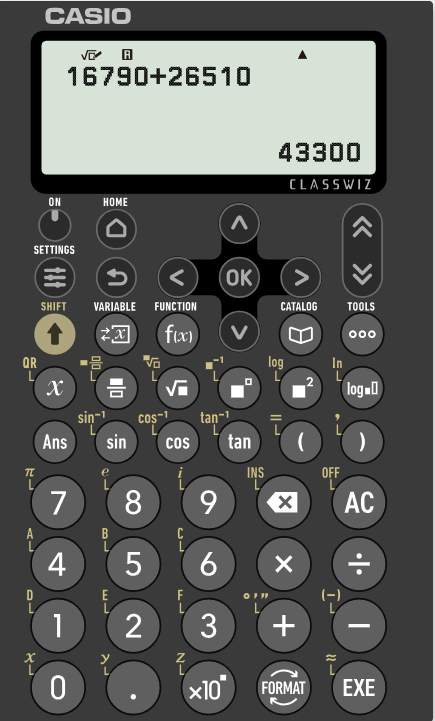 CASIO
√▭ R ▲
16790+26510
43300
CLASSWIZ
ON HOME
SETTINGS
OK
SHIFT VARIABLE FUNCTION CATALOG TOOLS
x f(x)
QR √ ■⁻¹ log ln
x √■ ■² log■
sin⁻¹ cos⁻¹ tan⁻¹ = ,
Ans sin cos tan ( )
π e i INS OFF
7 8 9 AC
A B C
4 5 6 × ÷
D E F ° ′ ″ (−)
1 2 3 + −
x y z ≈
0 . ×10■ FORMAT EXE